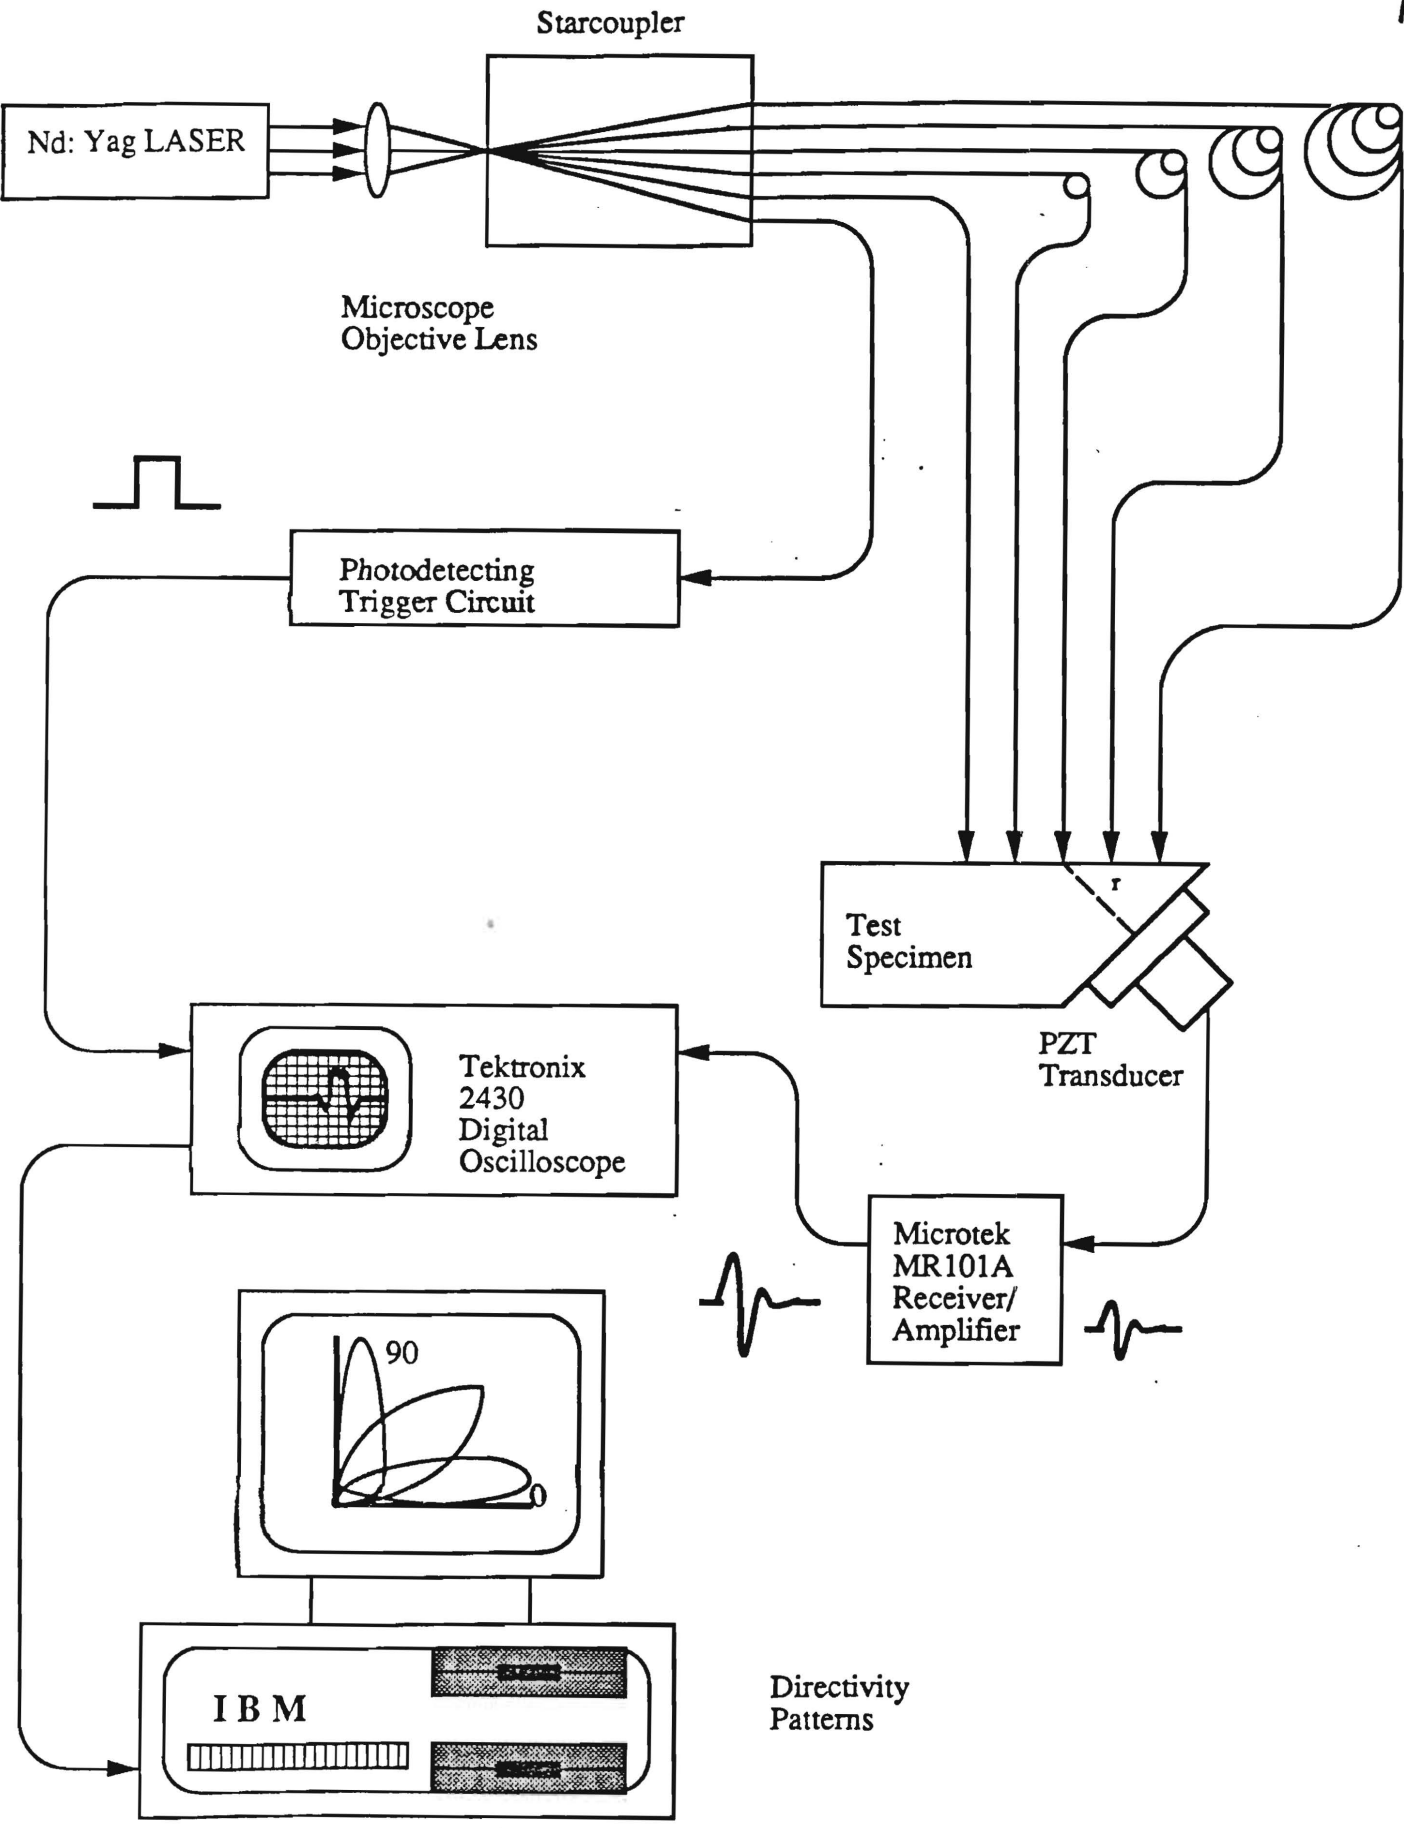 Starcoupler
Nd: Yag LASER
Microscope
Objective Lens
Photodetecting
Trigger Circuit
r
Test
Specimen
PZT
Transducer
Tektronix
2430
Digital
Oscilloscope
Microtek
MR101A
Receiver/
Amplifier
90
0
I B M
Directivity
Patterns